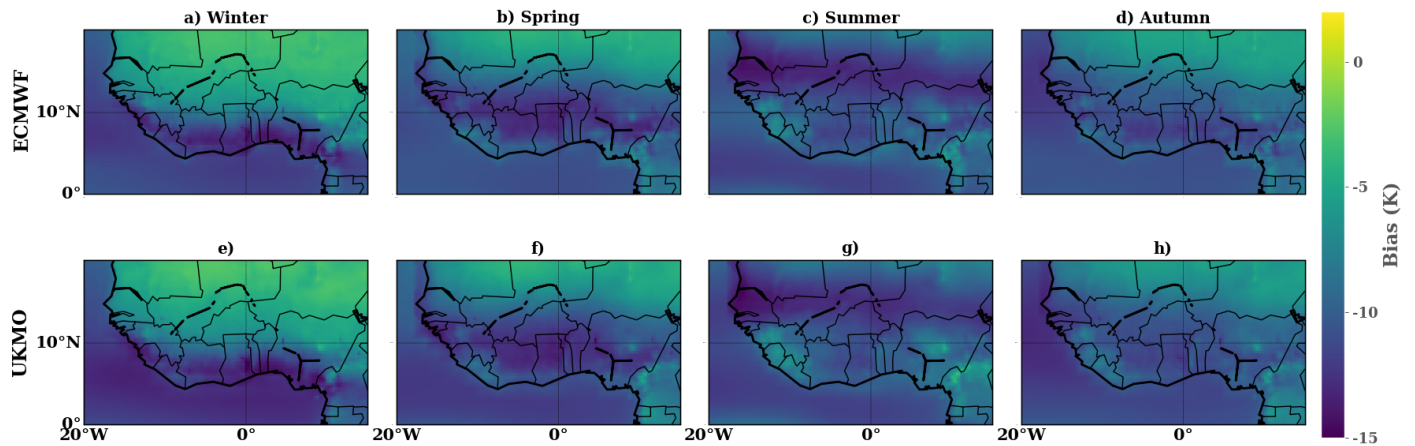 a) Winter
b) Spring
c) Summer
d) Autumn
ECMWF
10°N
0°
0
-5
-10
-15
Bias (K)
e)
f)
g)
h)
UKMO
10°N
0°
20°W
0°
20°W
0°
20°W
0°
20°W
0°